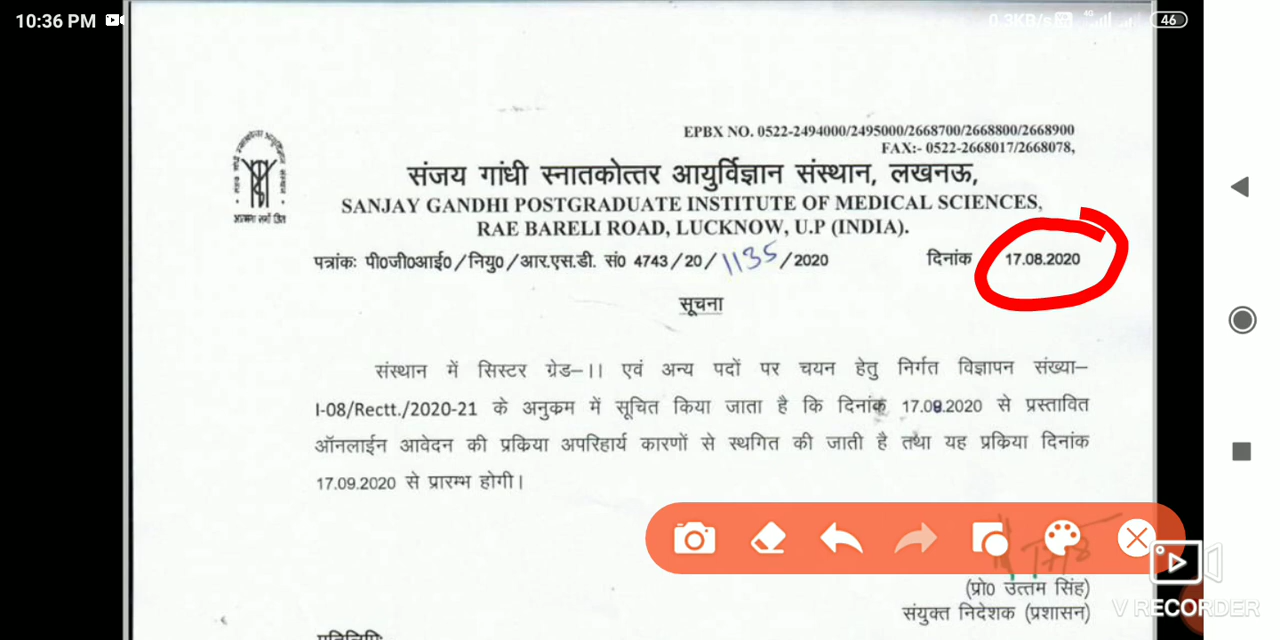 10:36 PM
0.3KB/s 4G 46
EPBX NO. 0522-2494000/2495000/2668700/2668800/2668900
FAX:- 0522-2668017/2668078,
संजय गांधी स्नातकोत्तर आयुर्विज्ञान संस्थान, लखनऊ,
SANJAY GANDHI POSTGRADUATE INSTITUTE OF MEDICAL SCIENCES,
RAE BARELI ROAD, LUCKNOW, U.P (INDIA).
पत्रांकः पी0जी0आई0/नियु0/आर.एस.डी. सं0 4743/20/1135/2020 दिनांक 17.08.2020
सूचना
संस्थान में सिस्टर ग्रेड–।। एवं अन्य पदों पर चयन हेतु निर्गत विज्ञापन संख्या–
I-08/Rectt./2020-21 के अनुकम में सूचित किया जाता है कि दिनांक 17.08.2020 से प्रस्तावित
ऑनलाईन आवेदन की प्रकिया अपरिहार्य कारणों से स्थगित की जाती है तथा यह प्रकिया दिनांक
17.09.2020 से प्रारम्भ होगी।
(प्रो0 उत्तम सिंह)
संयुक्त निदेशक (प्रशासन)
V RECORDER
प्रतिलिपिः